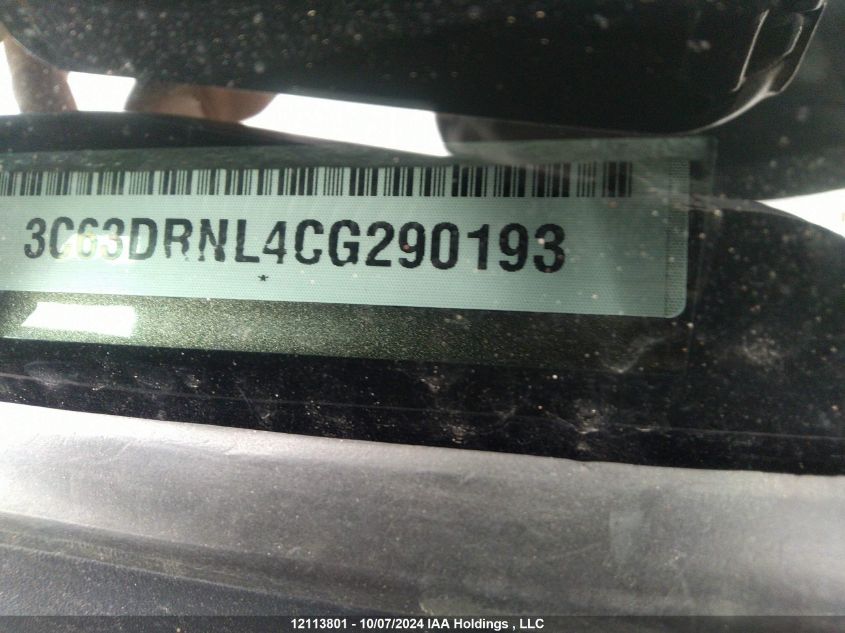 3C63DRNL4CG290193
*
12113801 - 10/07/2024 IAA Holdings , LLC